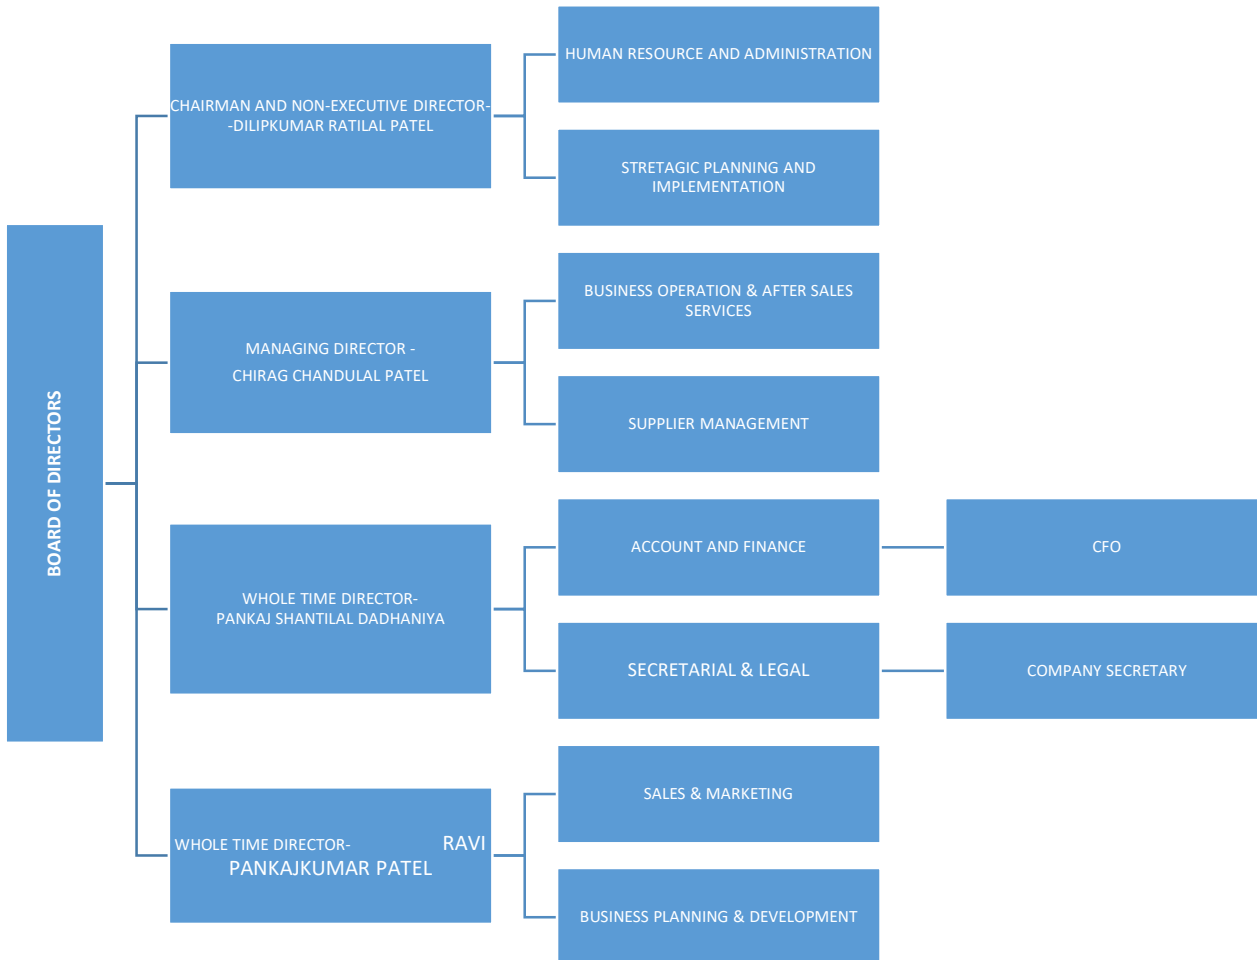 BOARD OF DIRECTORS
CHAIRMAN AND NON-EXECUTIVE DIRECTOR-
-DILIPKUMAR RATILAL PATEL
HUMAN RESOURCE AND ADMINISTRATION
STRETAGIC PLANNING AND
IMPLEMENTATION
MANAGING DIRECTOR -
CHIRAG CHANDULAL PATEL
BUSINESS OPERATION & AFTER SALES
SERVICES
SUPPLIER MANAGEMENT
WHOLE TIME DIRECTOR-
PANKAJ SHANTILAL DADHANIYA
ACCOUNT AND FINANCE
CFO
SECRETARIAL & LEGAL
COMPANY SECRETARY
WHOLE TIME DIRECTOR- RAVI
PANKAJKUMAR PATEL
SALES & MARKETING
BUSINESS PLANNING & DEVELOPMENT